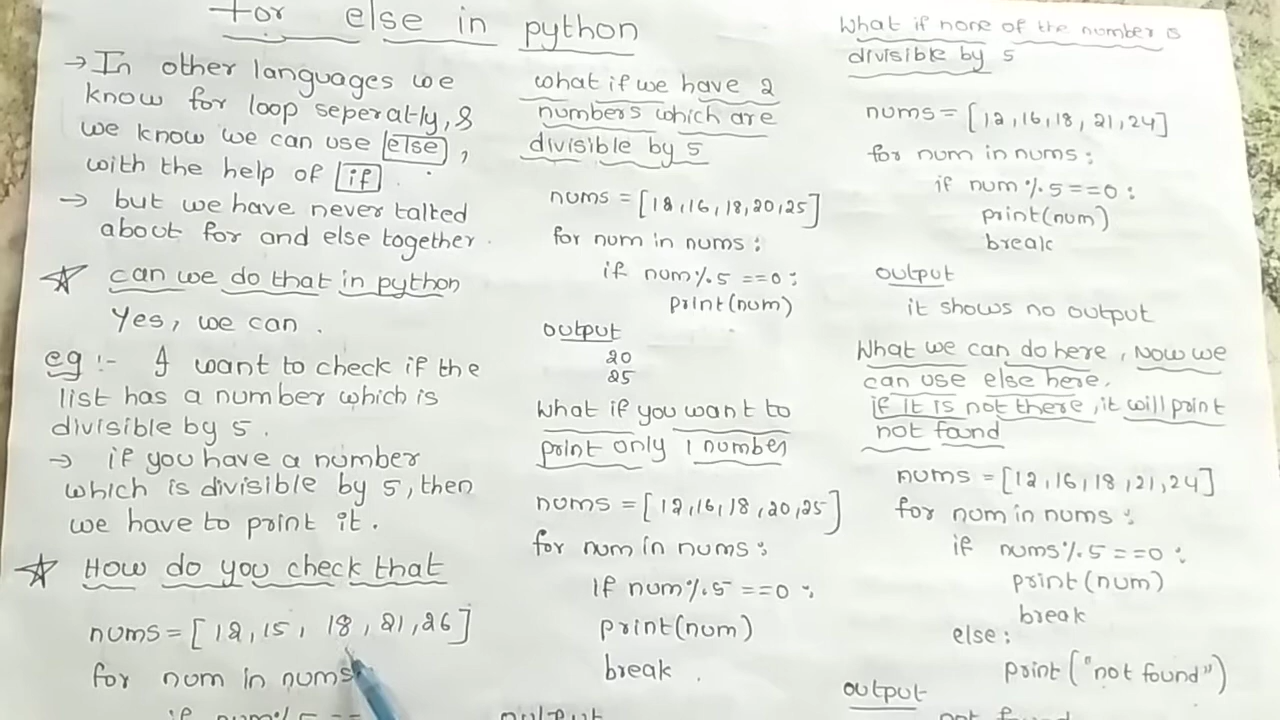 for else in python
→ In other languages we
know for loop seperatly, &
we know we can use else ,
with the help of if .
→ but we have never talted
about for and else together .
☆ can we do that in python
Yes, we can .
eg :- I want to check if the
list has a number which is
divisible by 5 .
→ if you have a number
which is divisible by 5, then
we have to print it .
☆ How do you check that
nums = [12, 15, 18, 21, 26]
for num in nums
if num% 5 ==
what if we have 2
numbers which are
divisible by 5
nums = [18,16,18,20,25]
for num in nums :
if num%5 ==0 :
print(num)
output
20
25
What if you want to
print only 1 number
nums = [12,16,18,20,25]
for num in nums :
If num%5 ==0 :
print(num)
break .
output
What if none of the number is
divisible by 5
nums = [12,16,18,21,24]
for num in nums :
if num%5==0 :
print(num)
break
output
it shows no output
What we can do here, Now we
can use else here.
if it is not there, it will print
not found
nums = [12,16,18,21,24]
for num in nums :
if nums%5==0 :
print(num)
break
else :
print("not found")
output
not found